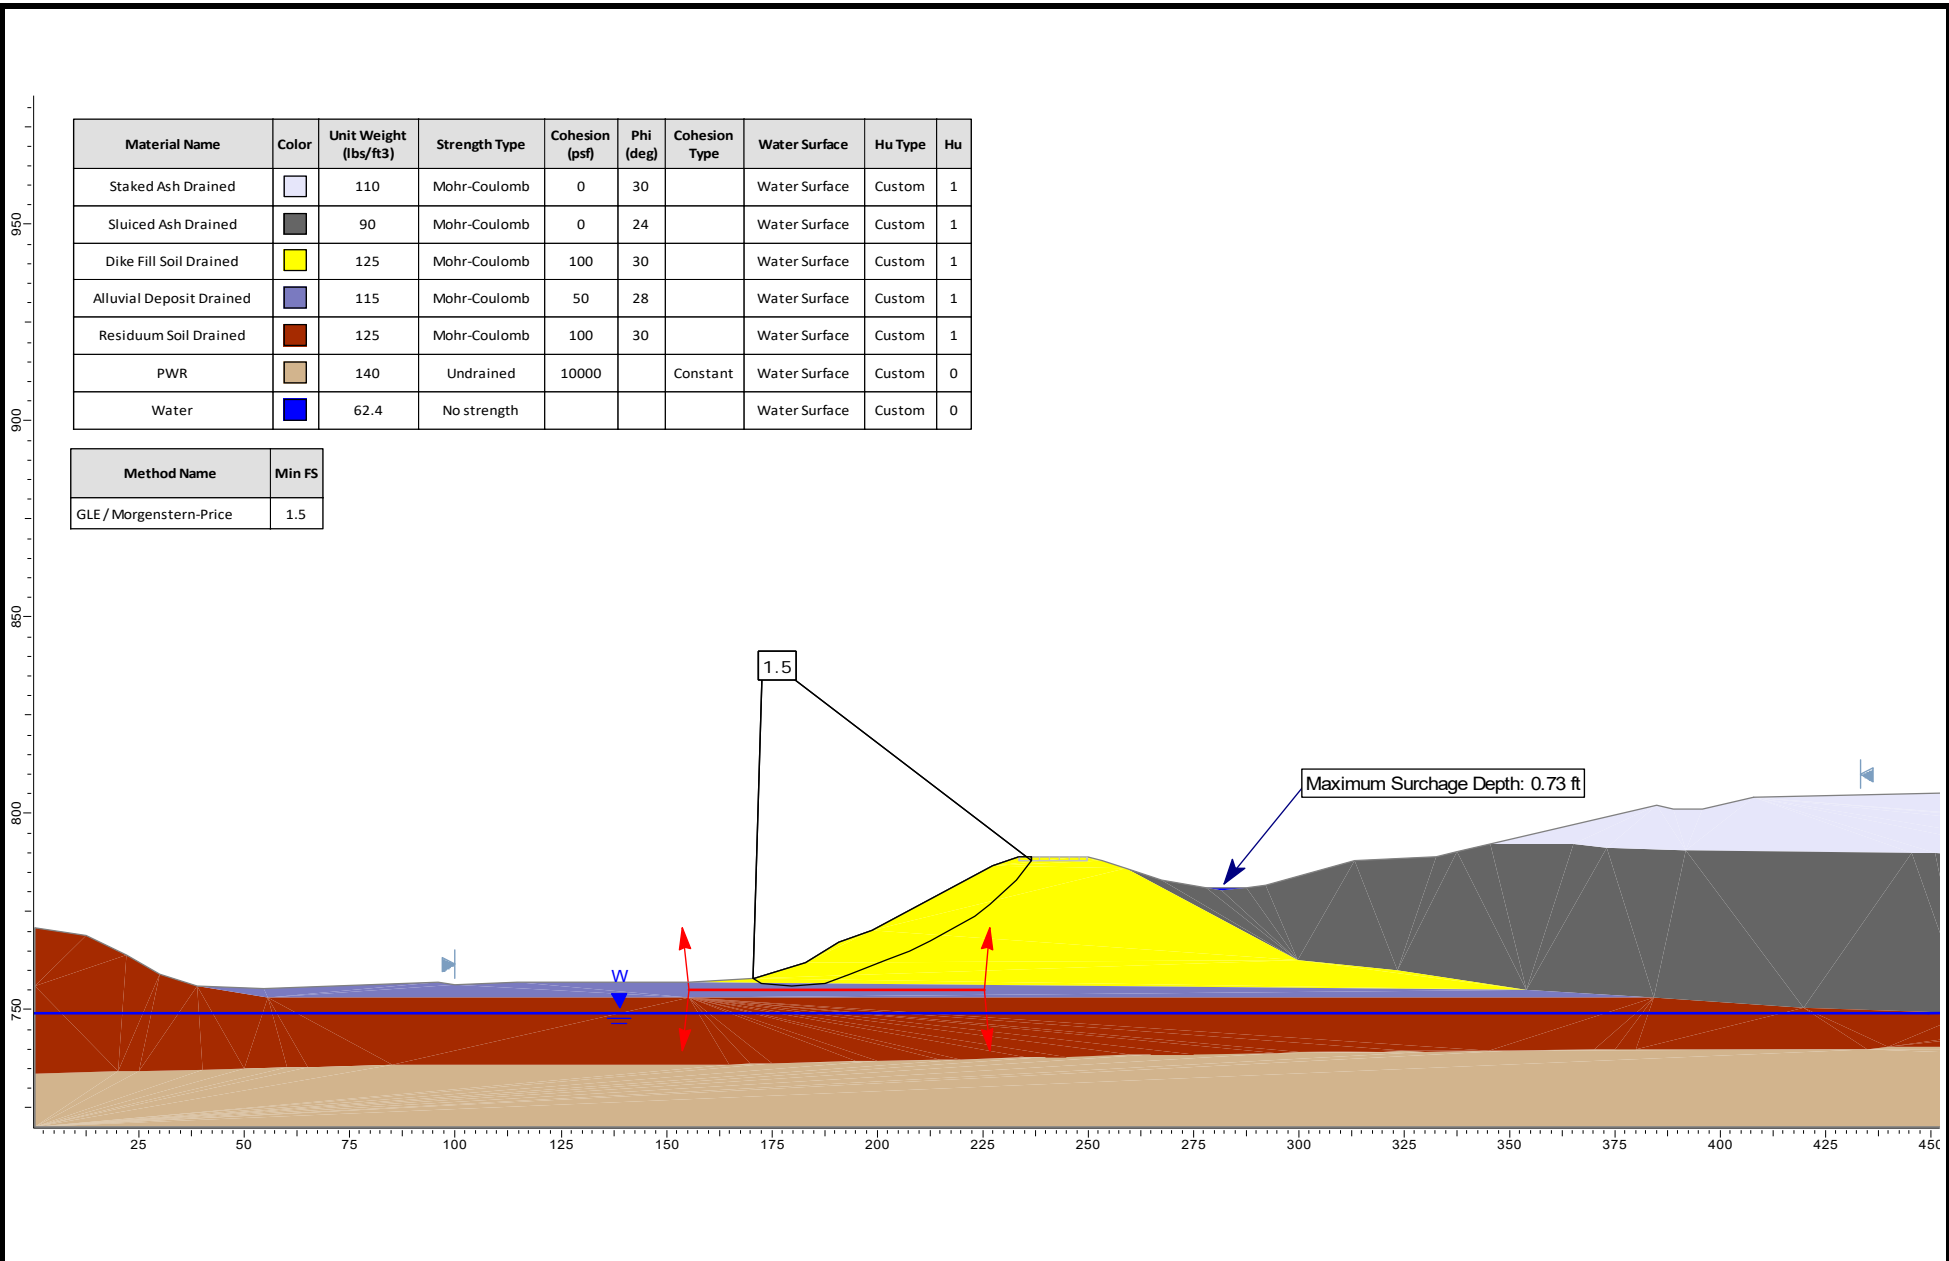 Material Name Color Unit Weight (lbs/ft3) Strength Type Cohesion (psf) Phi (deg) Cohesion Type Water Surface Hu Type Hu
Staked Ash Drained 110 Mohr-Coulomb 0 30 Water Surface Custom 1
Sluiced Ash Drained 90 Mohr-Coulomb 0 24 Water Surface Custom 1
Dike Fill Soil Drained 125 Mohr-Coulomb 100 30 Water Surface Custom 1
Alluvial Deposit Drained 115 Mohr-Coulomb 50 28 Water Surface Custom 1
Residuum Soil Drained 125 Mohr-Coulomb 100 30 Water Surface Custom 1
PWR 140 Undrained 10000 Constant Water Surface Custom 0
Water 62.4 No strength Water Surface Custom 0
Method Name Min FS
GLE / Morgenstern-Price 1.5
950
900
850
800
750
1.5
Maximum Surchage Depth: 0.73 ft
W
25 50 75 100 125 150 175 200 225 250 275 300 325 350 375 400 425 450